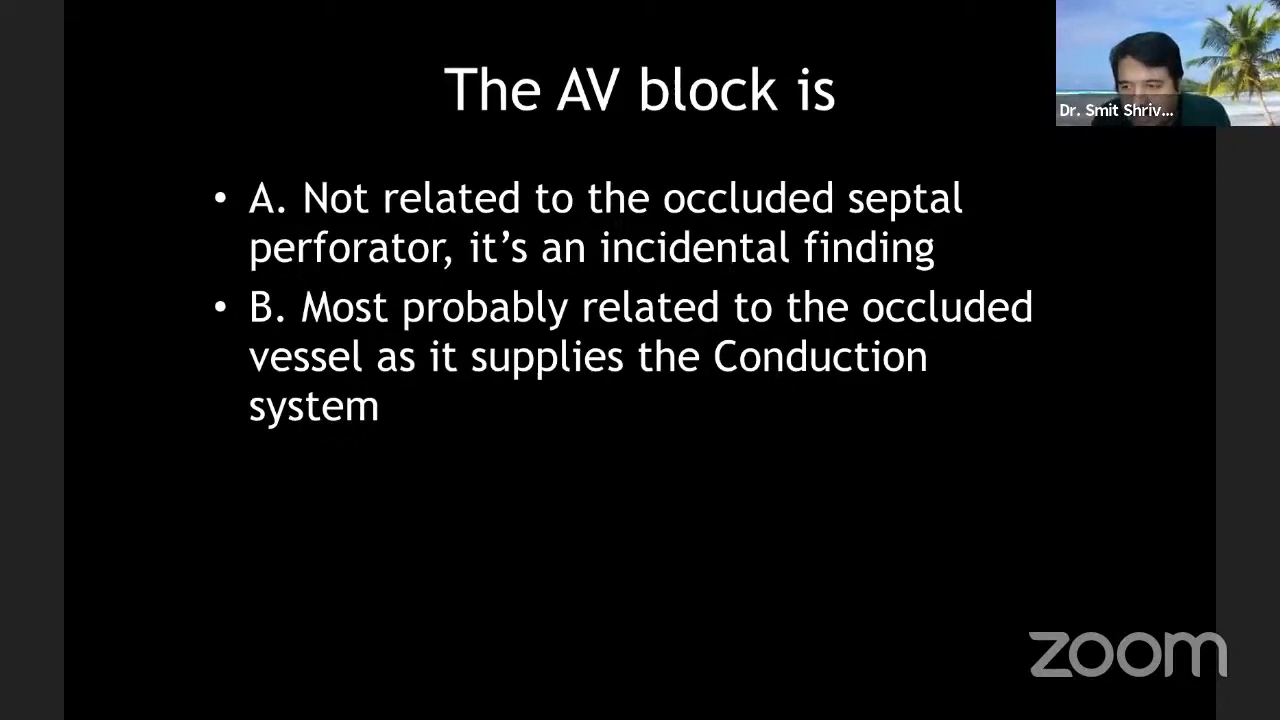 The AV block is
Dr. Smit Shriv...
• A. Not related to the occluded septal
perforator, it’s an incidental finding
• B. Most probably related to the occluded
vessel as it supplies the Conduction
system
zoom